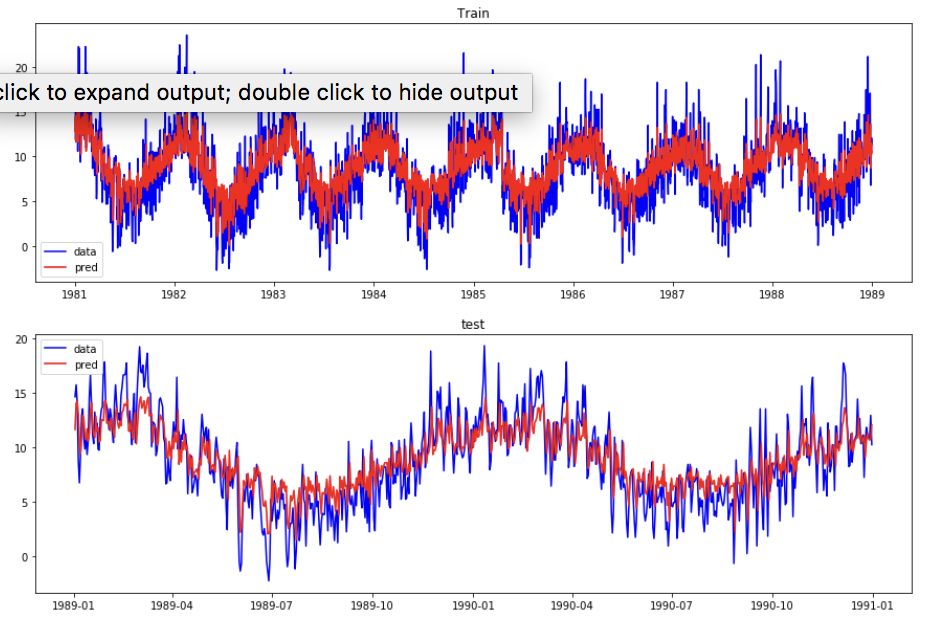 Train
20
click to expand output; double click to hide output
15
10
5
0
data
pred
1981 1982 1983 1984 1985 1986 1987 1988 1989
test
20
data
pred
15
10
5
0
1989-01 1989-04 1989-07 1989-10 1990-01 1990-04 1990-07 1990-10 1991-01